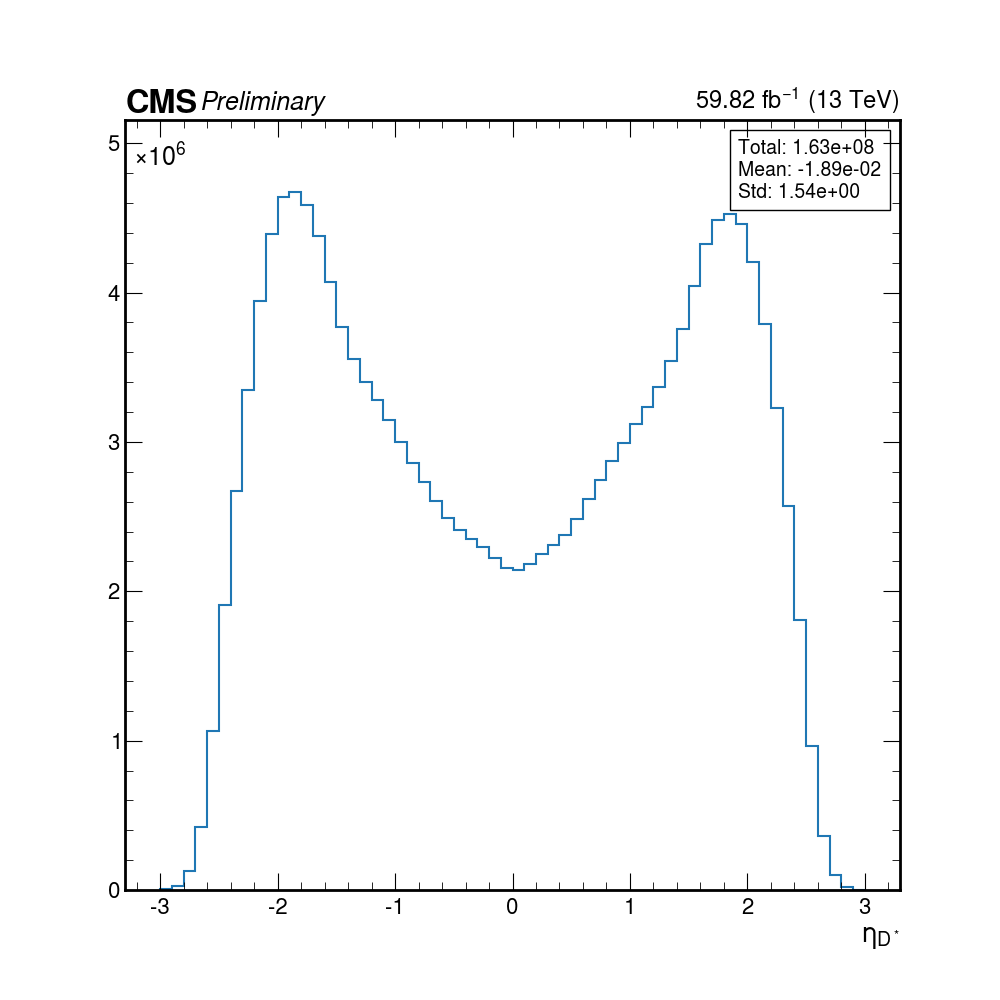 CMS Preliminary 59.82 fb⁻¹ (13 TeV)
×10⁶
Total: 1.63e+08
Mean: -1.89e-02
Std: 1.54e+00
5
4
3
2
1
0
-3 -2 -1 0 1 2 3
η_D*